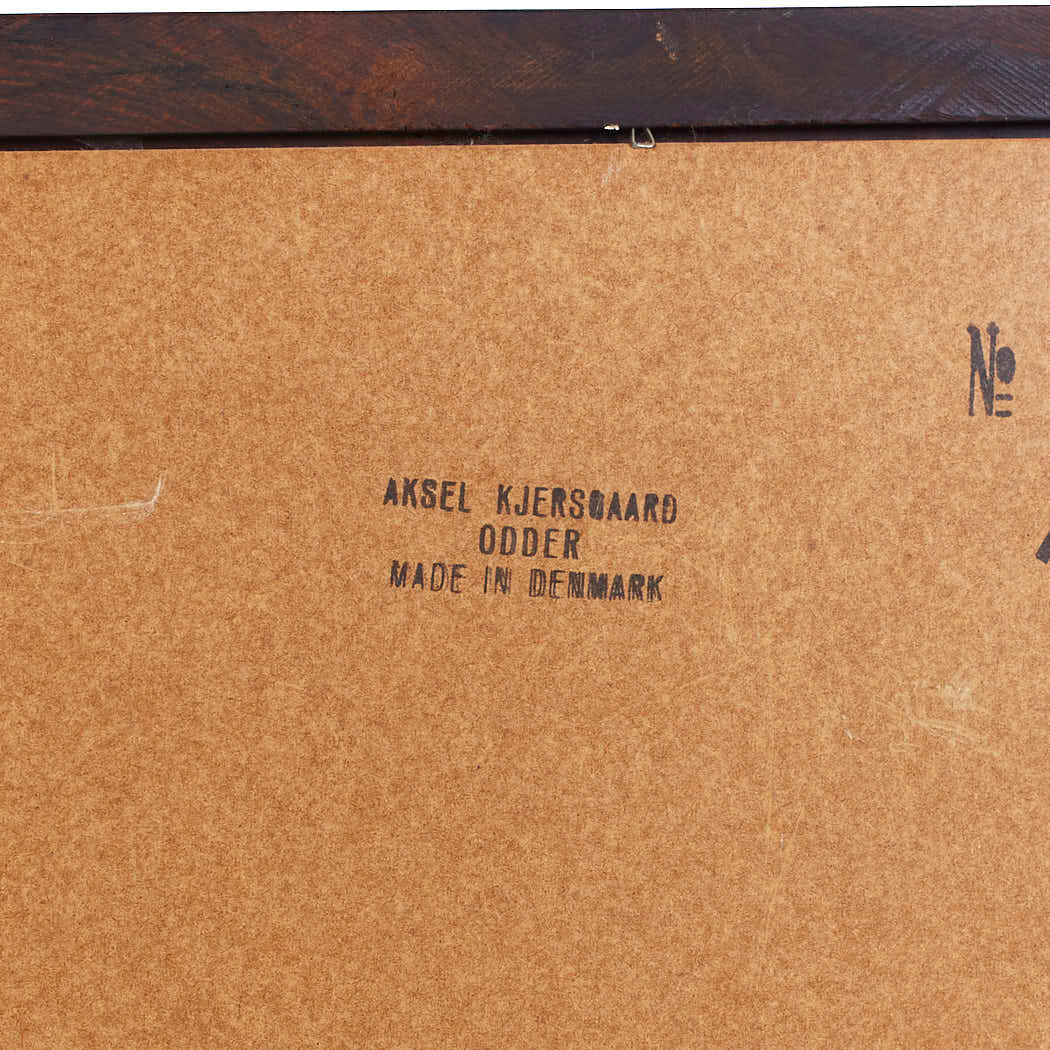 No
AKSEL KJERSGAARD
ODDER
MADE IN DENMARK